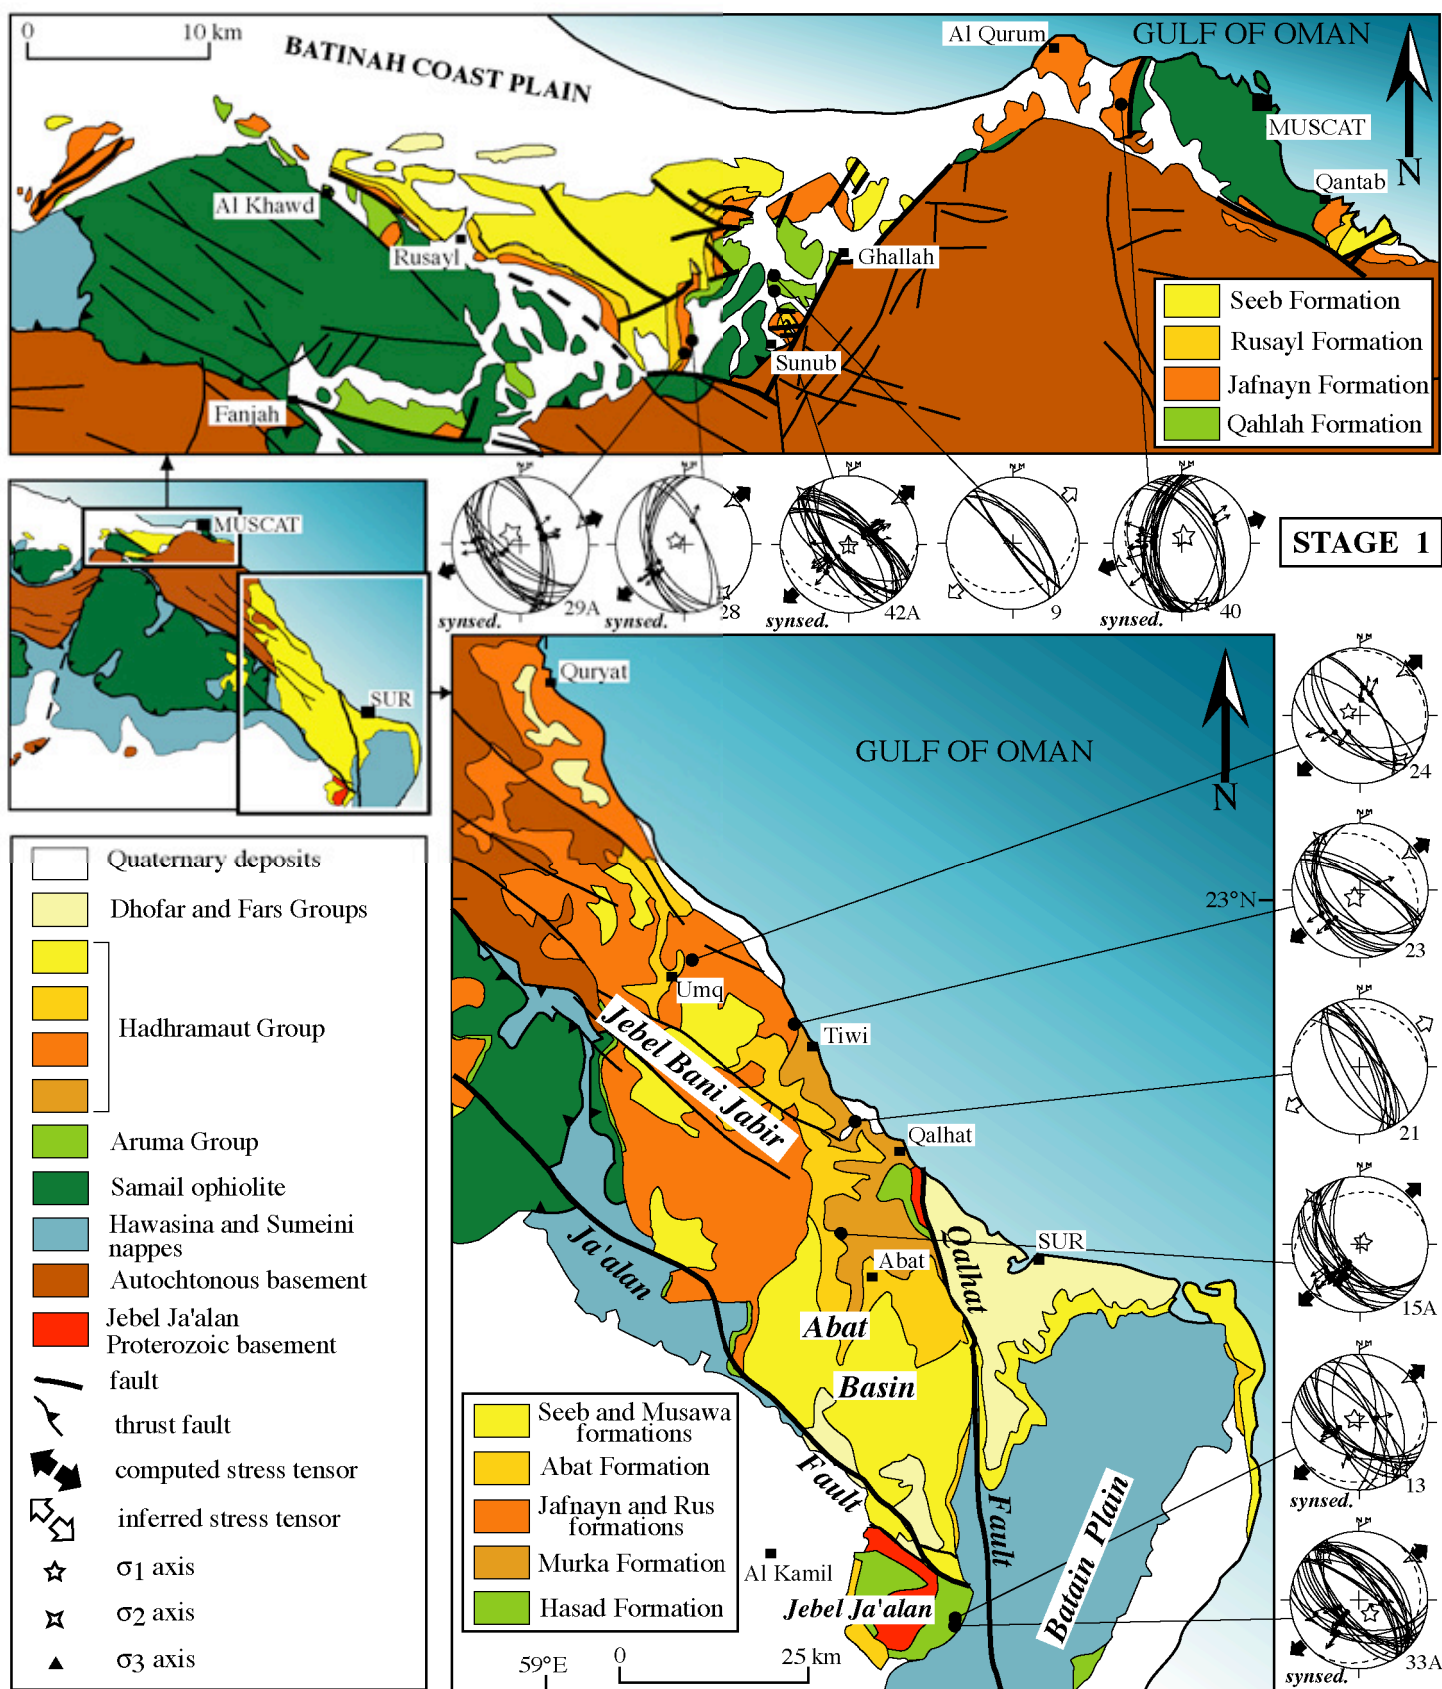 0 10 km
BATINAH COAST PLAIN
Al Qurum
GULF OF OMAN
MUSCAT
N
Qantab
Al Khawd
Rusayl
Ghallah
Sunub
Fanjah
Seeb Formation
Rusayl Formation
Jafnayn Formation
Qahlah Formation
N M
N M
N M
N M
N M
29A
28
42A
9
40
synsed.
synsed.
synsed.
synsed.
STAGE 1
MUSCAT
SUR
Quryat
GULF OF OMAN
N
23°N
Umq
Tiwi
Jebel Bani Jabir
Qalhat
Ja'alan
Qalhat
SUR
Abat
Abat
Basin
Fault
Fault
Batain Plain
Al Kamil
Jebel Ja'alan
59°E
0 25 km
Seeb and Musawa
formations
Abat Formation
Jafnayn and Rus
formations
Murka Formation
Hasad Formation
N M
24
N M
23
N M
21
N M
15A
N M
13
synsed.
N M
33A
synsed.
Quaternary deposits
Dhofar and Fars Groups
Hadhramaut Group
Aruma Group
Samail ophiolite
Hawasina and Sumeini
nappes
Autochtonous basement
Jebel Ja'alan
Proterozoic basement
fault
thrust fault
computed stress tensor
inferred stress tensor
σ1 axis
σ2 axis
σ3 axis